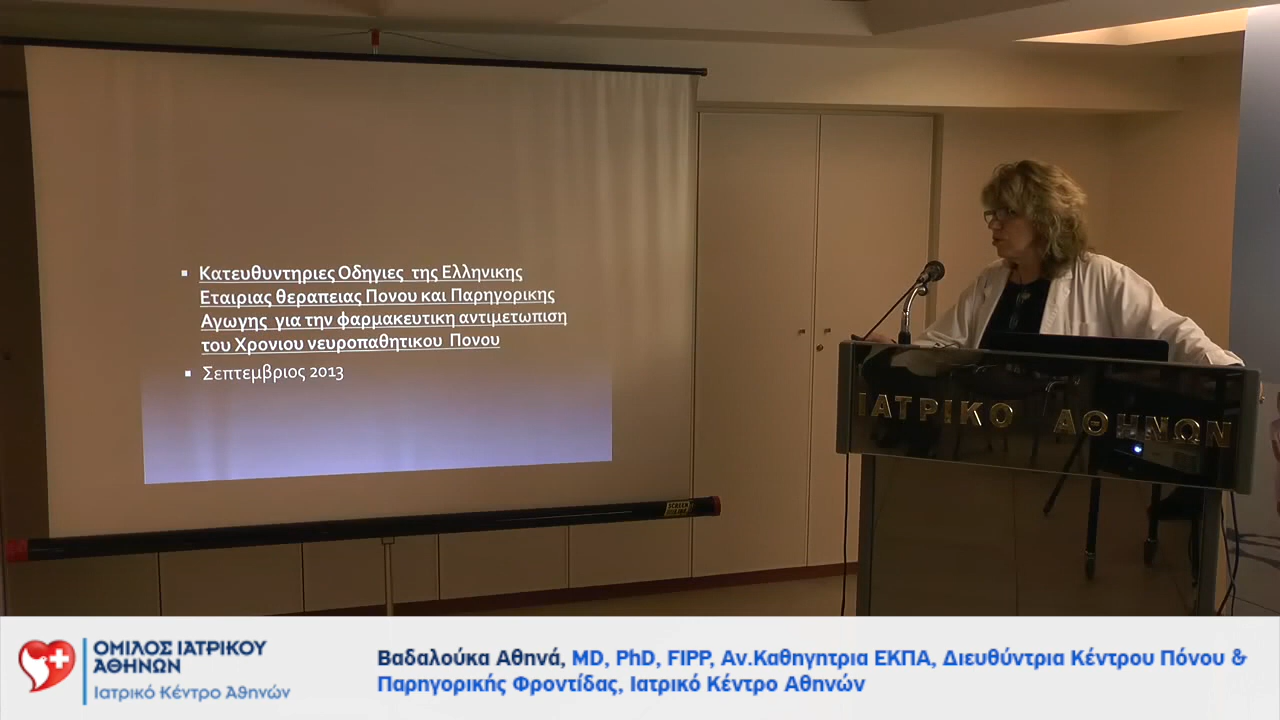 Κατευθυντηριες Οδηγιες της Ελληνικης
Εταιριας θεραπειας Πονου και Παρηγορικης
Αγωγης για την φαρμακευτικη αντιμετωπιση
του Χρονιου νευροπαθητικου Πονου
Σεπτεμβριος 2013
ΙΑΤΡΙΚΟ ΑΘΗΝΩΝ
ΟΜΙΛΟΣ ΙΑΤΡΙΚΟΥ
ΑΘΗΝΩΝ
Ιατρικό Κέντρο Αθηνών
Βαδαλούκα Αθηνά, MD, PhD, FIPP, Αν.Καθηγητρια ΕΚΠΑ, Διευθύντρια Κέντρου Πόνου &
Παρηγορικής Φροντίδας, Ιατρικό Κέντρο Αθηνών